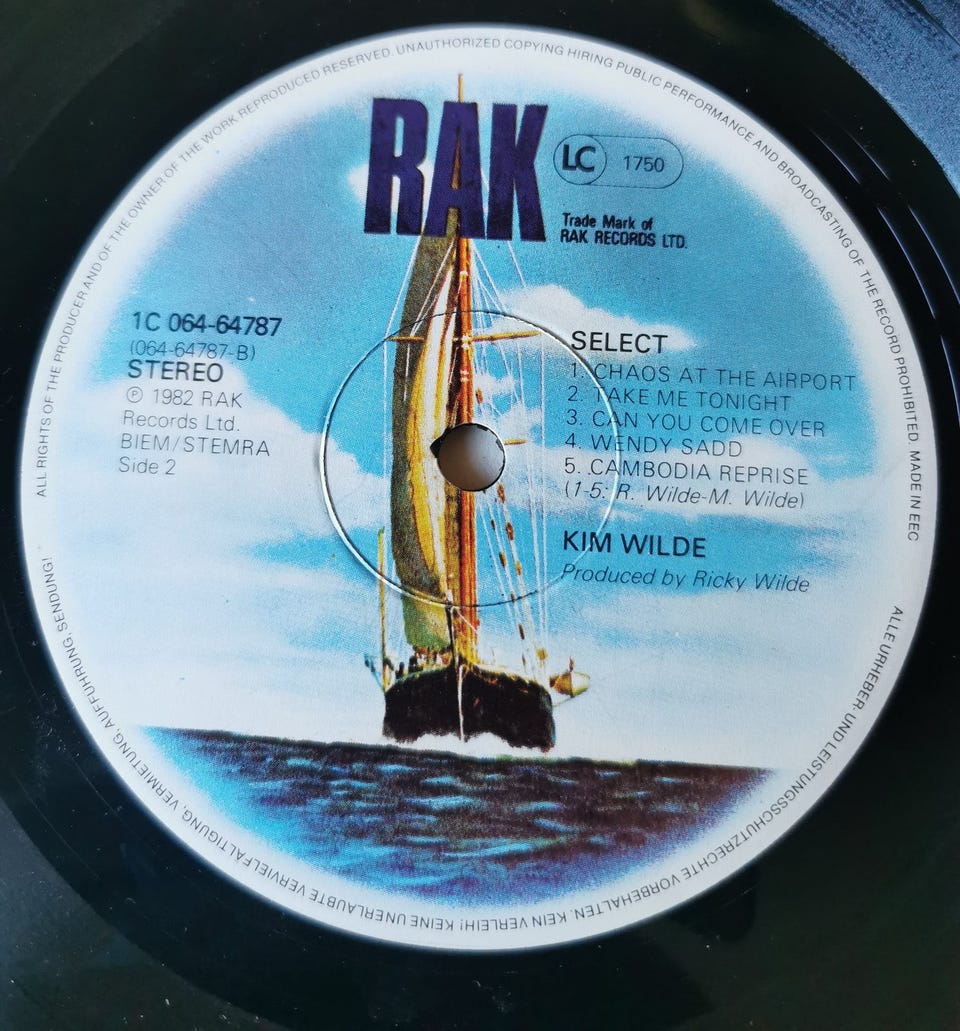 RAK
LC 1750
Trade Mark of
RAK RECORDS LTD.
1C 064-64787
(064-64787-B)
STEREO
℗ 1982 RAK
Records Ltd.
BIEM/STEMRA
Side 2
SELECT
1. CHAOS AT THE AIRPORT
2. TAKE ME TONIGHT
3. CAN YOU COME OVER
4. WENDY SADD
5. CAMBODIA REPRISE
(1-5: R. Wilde-M. Wilde)
KIM WILDE
Produced by Ricky Wilde
ALL RIGHTS OF THE PRODUCER AND OF THE OWNER OF THE WORK REPRODUCED RESERVED. UNAUTHORIZED COPYING HIRING PUBLIC PERFORMANCE AND BROADCASTING OF THE RECORD PROHIBITED. MADE IN EEC
ALLE URHEBER- UND LEISTUNGSSCHUTZRECHTE VORBEHALTEN. KEIN VERLEIH! KEINE UNERLAUBTE VERVIELFÄLTIGUNG, VERMIETUNG, AUFFÜHRUNG, SENDUNG!